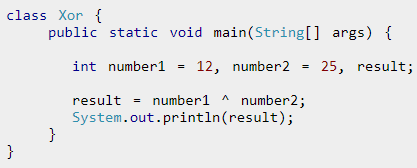 class Xor {
public static void main(String[] args) {
int number1 = 12, number2 = 25, result;
result = number1 ^ number2;
System.out.println(result);
}
}